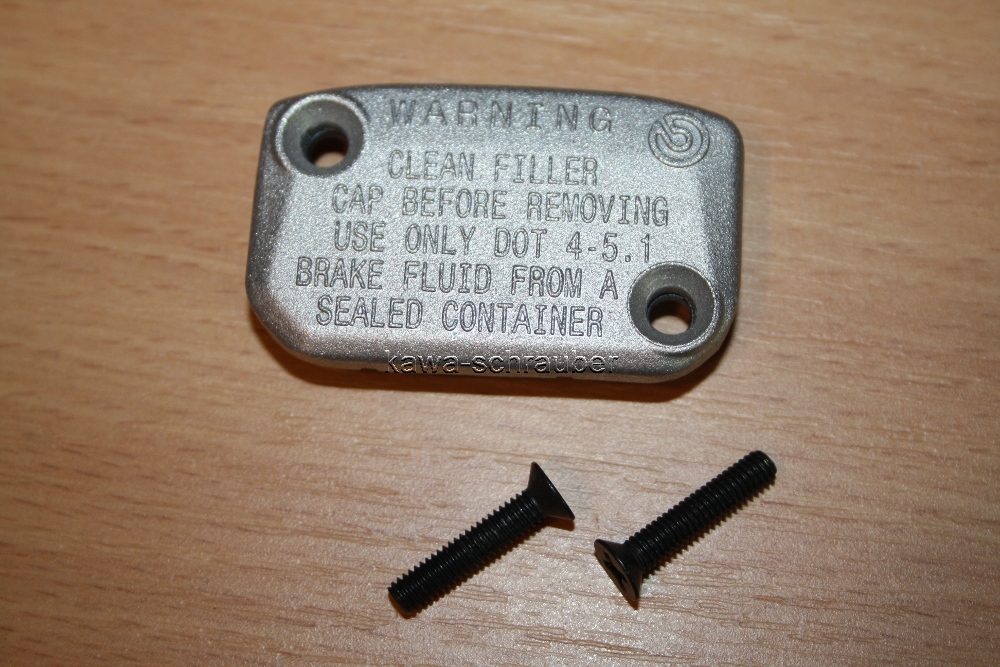 WARNING
CLEAN FILLER
CAP BEFORE REMOVING
USE ONLY DOT 4-5.1
BRAKE FLUID FROM A
SEALED CONTAINER
kawa-schrauber